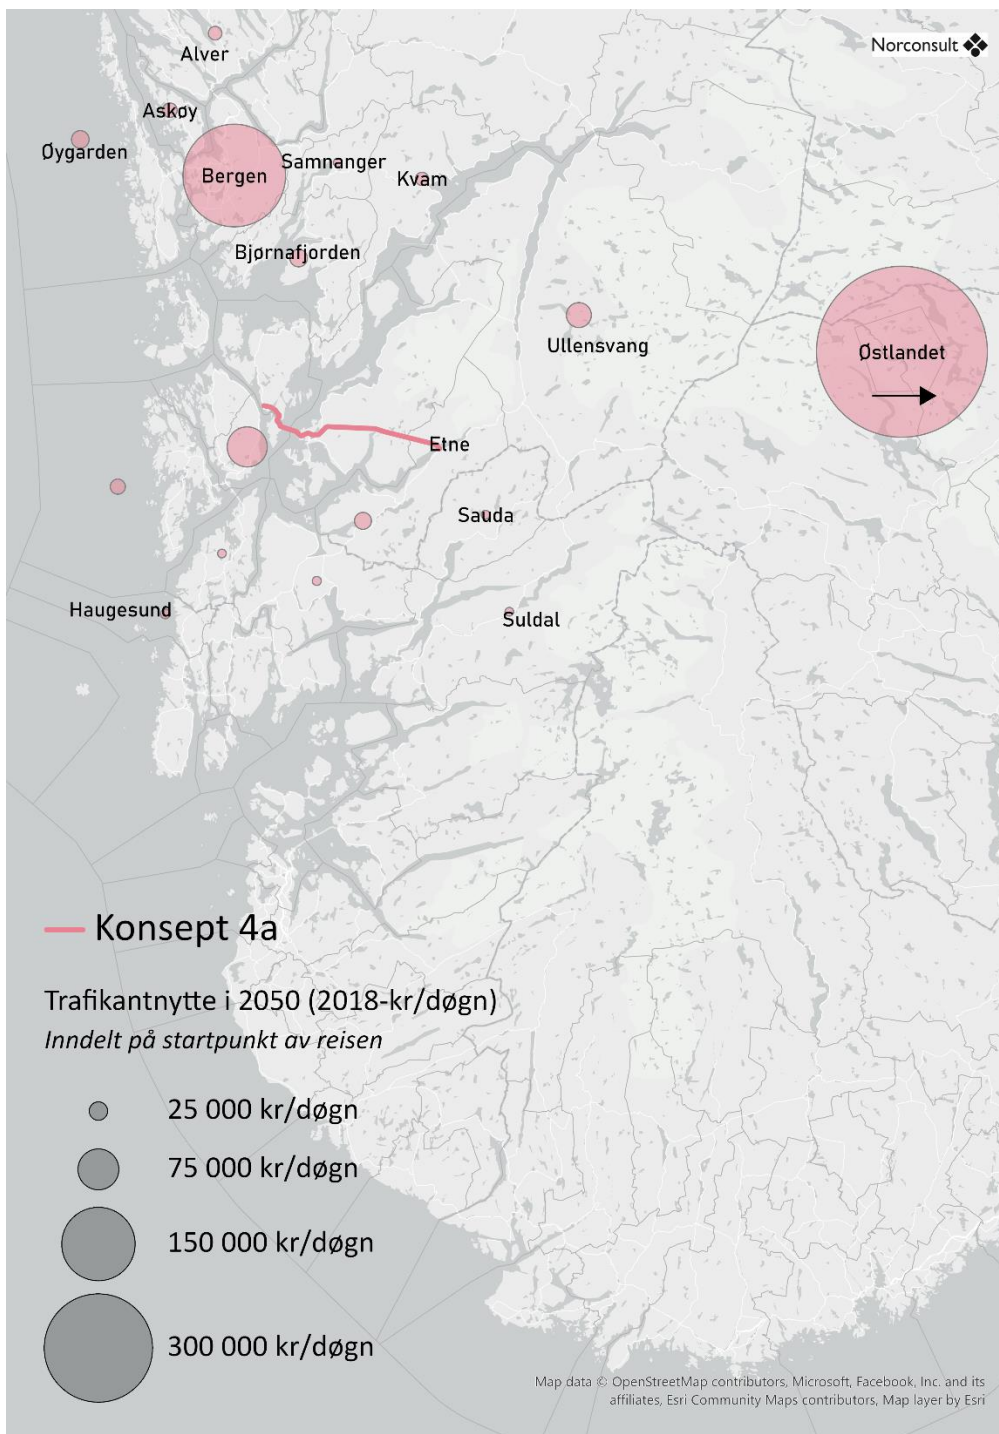 Alver
Norconsult
Askøy
Øygarden
Samnanger
Bergen
Kvam
Bjørnafjorden
Ullensvang
Østlandet
Etne
Sauda
Haugesund
Suldal
Konsept 4a
Trafikantnytte i 2050 (2018-kr/døgn)
Inndelt på startpunkt av reisen
25 000 kr/døgn
75 000 kr/døgn
150 000 kr/døgn
300 000 kr/døgn
Map data © OpenStreetMap contributors, Microsoft, Facebook, Inc. and its
affiliates, Esri Community Maps contributors, Map layer by Esri